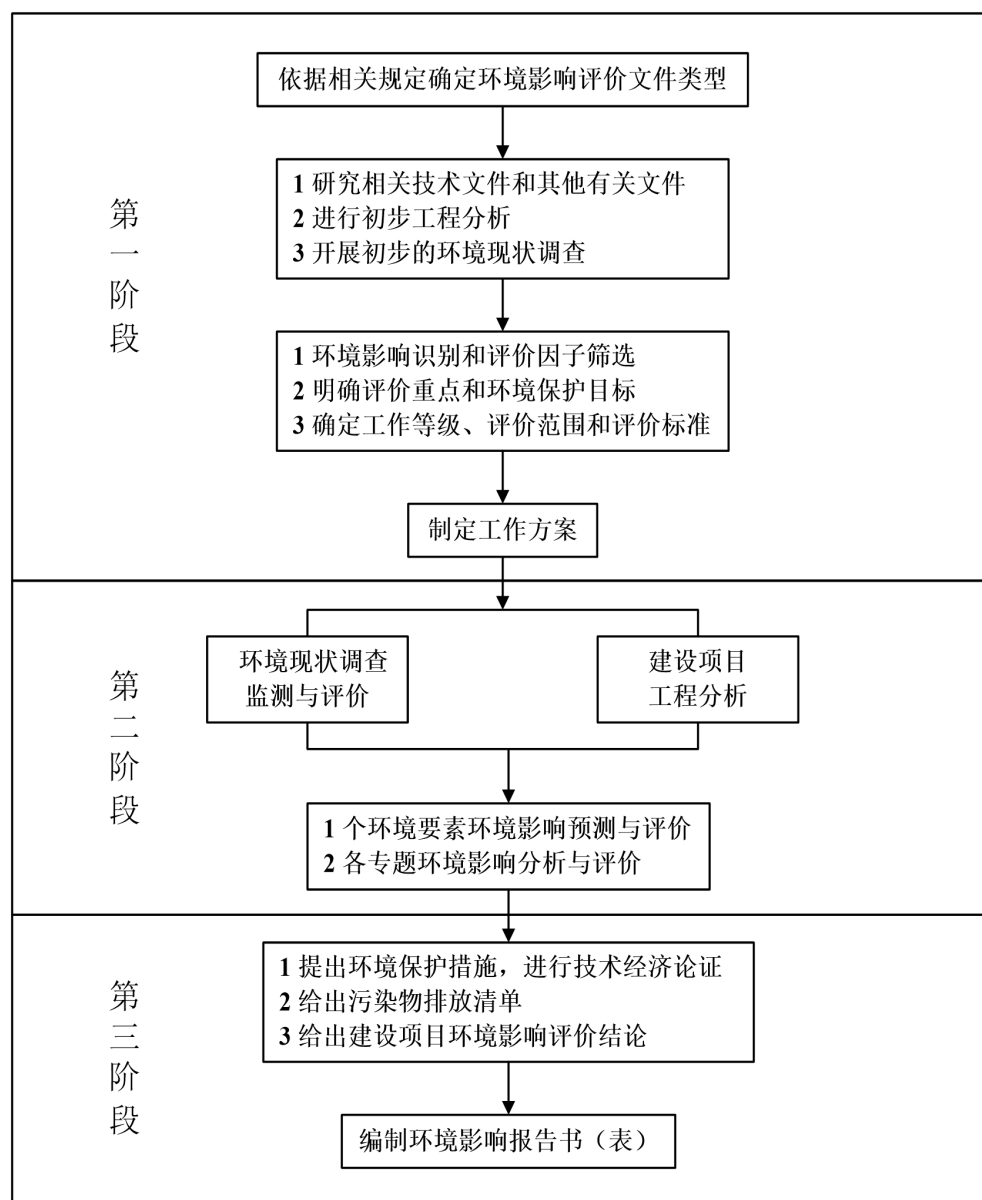 依据相关规定确定环境影响评价文件类型
第一阶段
1 研究相关技术文件和其他有关文件
2 进行初步工程分析
3 开展初步的环境现状调查
1 环境影响识别和评价因子筛选
2 明确评价重点和环境保护目标
3 确定工作等级、评价范围和评价标准
制定工作方案
第二阶段
环境现状调查
监测与评价
建设项目
工程分析
1 个环境要素环境影响预测与评价
2 各专题环境影响分析与评价
第三阶段
1 提出环境保护措施，进行技术经济论证
2 给出污染物排放清单
3 给出建设项目环境影响评价结论
编制环境影响报告书（表）